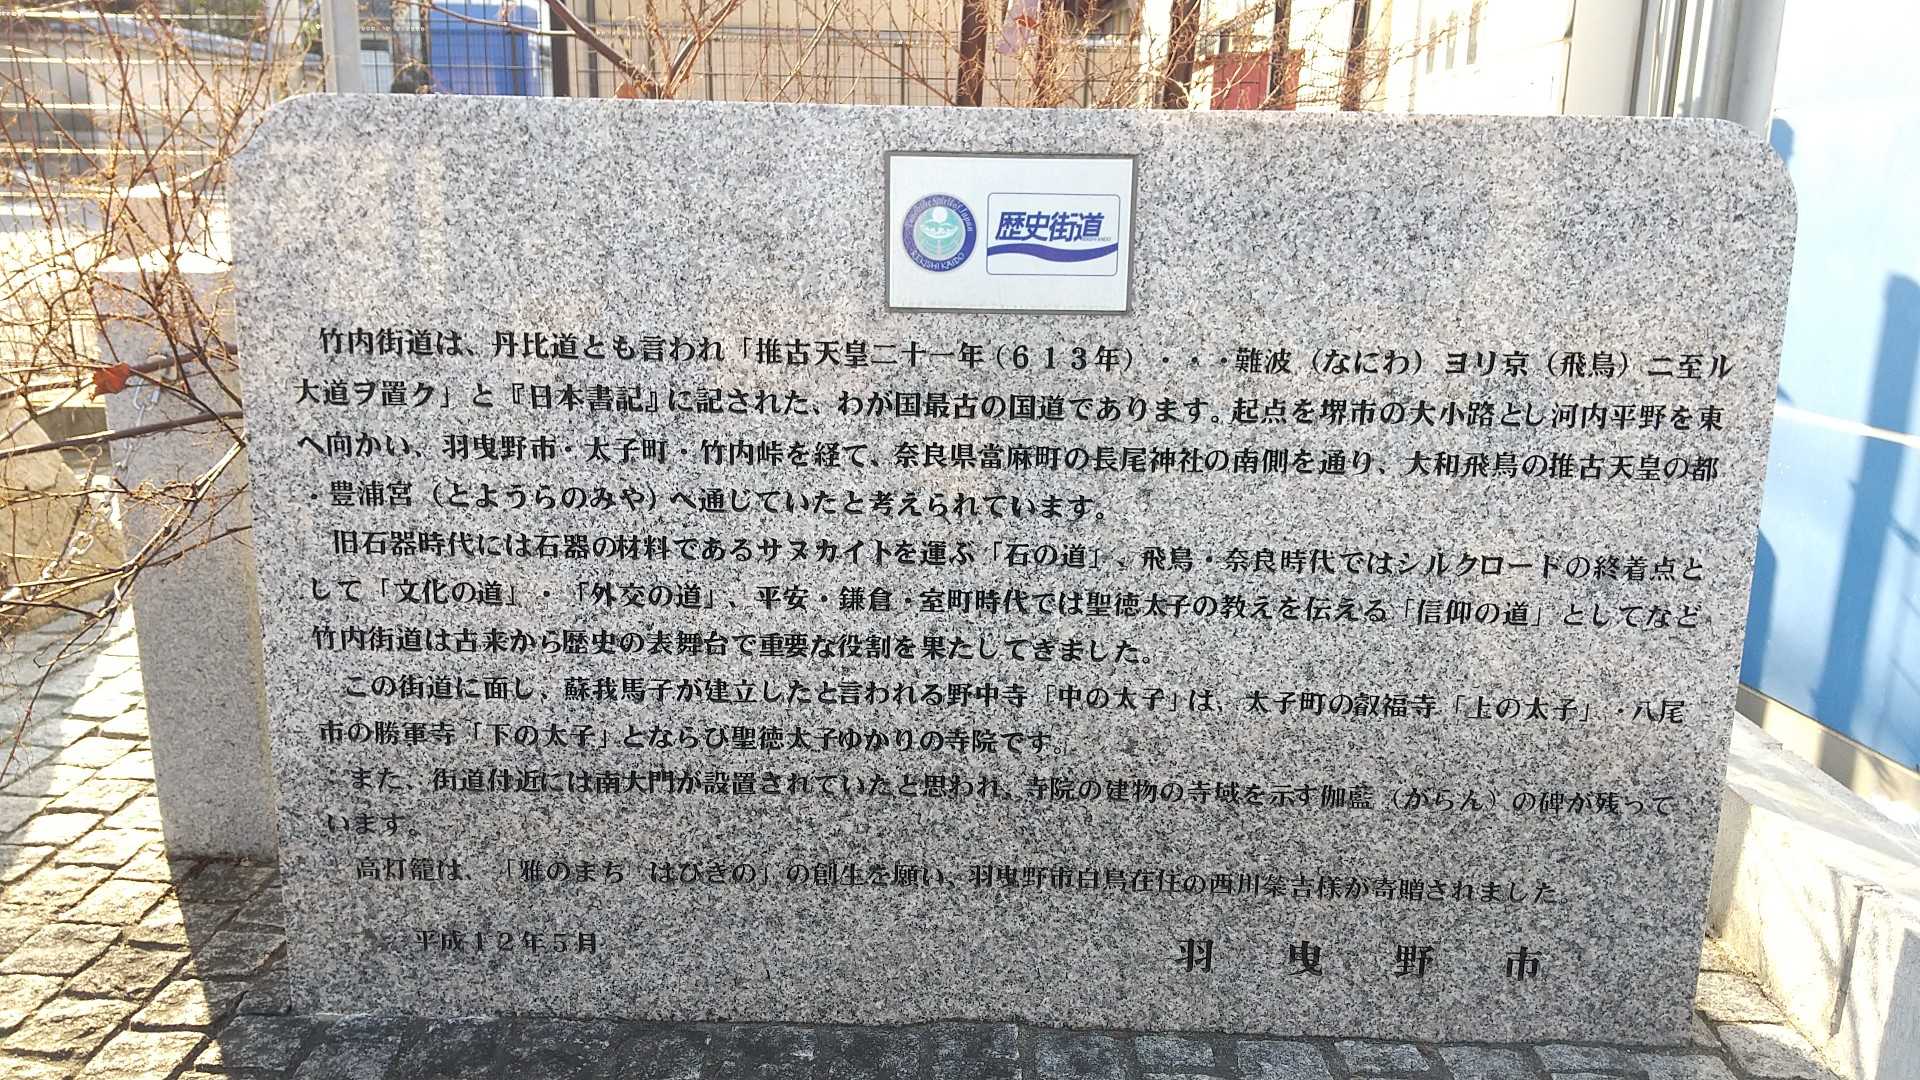 歴史街道
REKISHI KAIDO
竹内街道は、丹比道とも言われ「推古天皇二十一年（６１３年）・・・難波（なにわ）ヨリ京（飛鳥）ニ至ル
大道ヲ置ク」と『日本書記』に記された、わが国最古の国道であります。起点を堺市の大小路とし河内平野を東
へ向かい、羽曳野市・太子町・竹内峠を経て、奈良県當麻町の長尾神社の南側を通り、大和飛鳥の推古天皇の都
・豊浦宮（とようらのみや）へ通じていたと考えられています。
旧石器時代には石器の材料であるサヌカイトを運ぶ「石の道」、飛鳥・奈良時代ではシルクロードの終着点と
して「文化の道」・「外交の道」、平安・鎌倉・室町時代では聖徳太子の教えを伝える「信仰の道」としてなど
竹内街道は古来から歴史の表舞台で重要な役割を果たしてきました。
この街道に面し、蘇我馬子が建立したと言われる野中寺「中の太子」は、太子町の叡福寺「上の太子」・八尾
市の勝軍寺「下の太子」とならび聖徳太子ゆかりの寺院です。
また、街道付近には南大門が設置されていたと思われ、寺院の建物の寺域を示す伽藍（がらん）の碑が残って
います。
高灯籠は、「雅のまち はびきの」の創生を願い、羽曳野市白鳥在住の西川榮吉様が寄贈されました。
平成１２年５月
羽曳野市